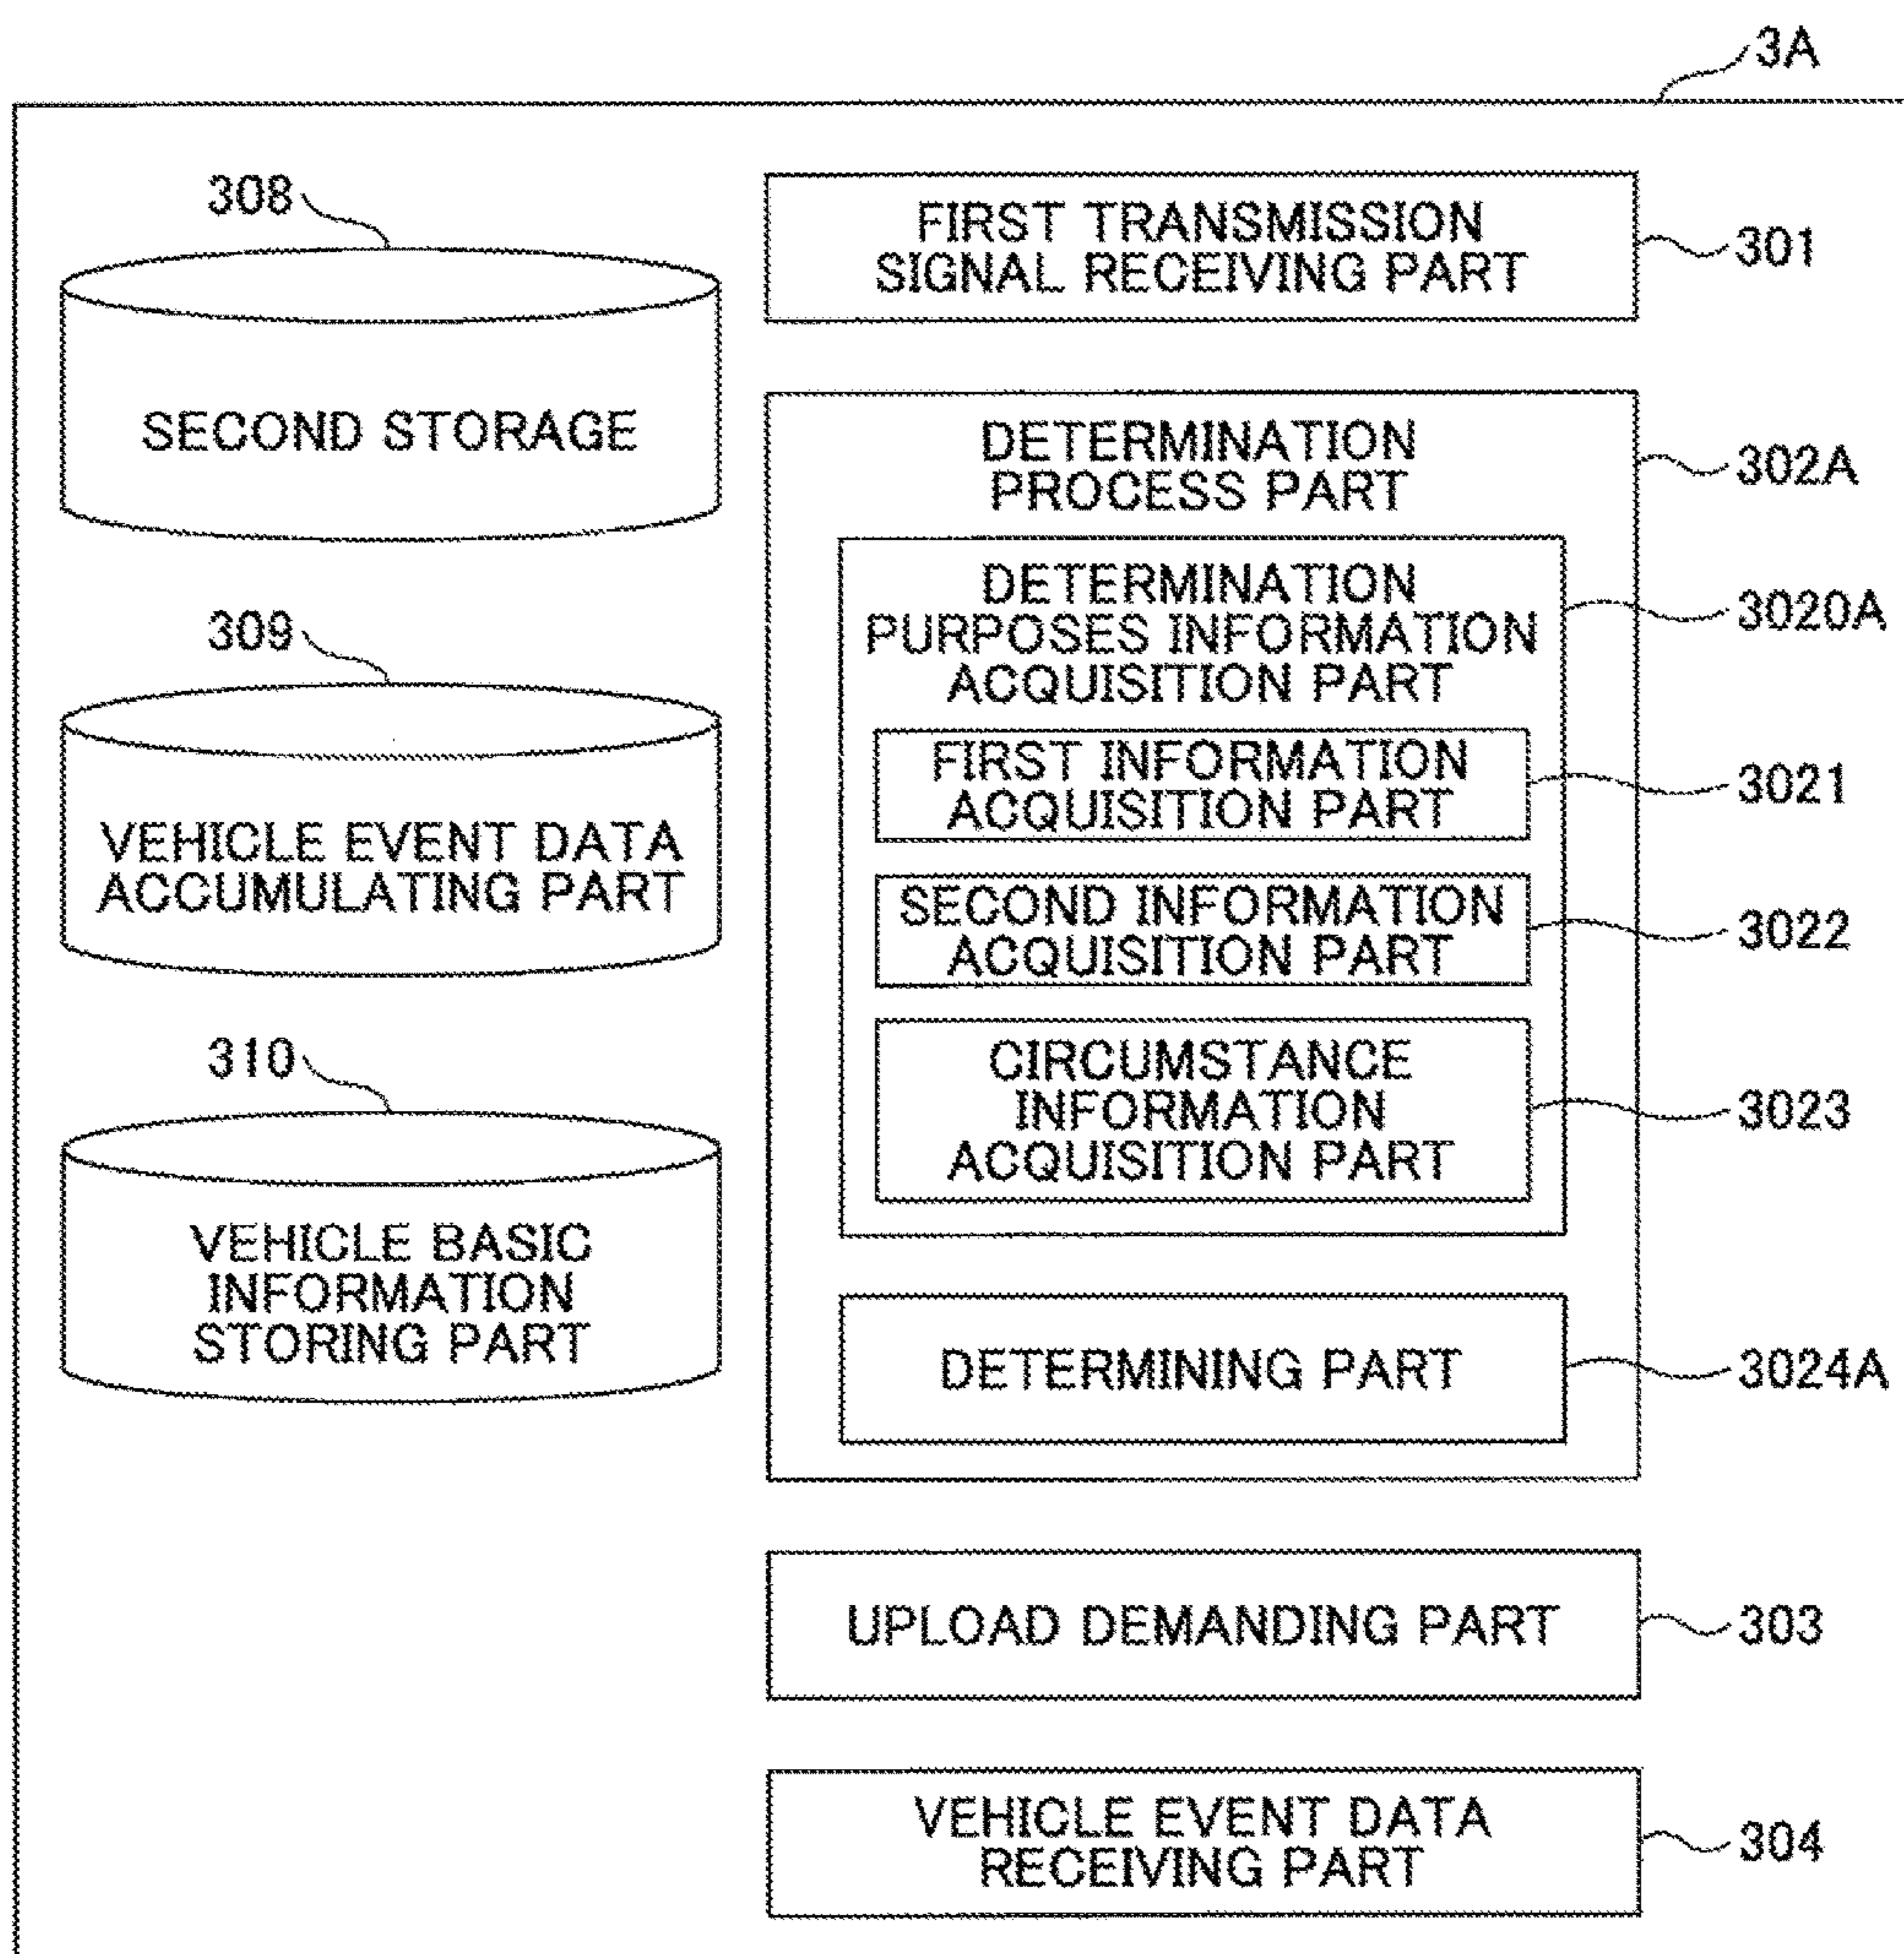 3A
308
SECOND STORAGE
309
VEHICLE EVENT DATA
ACCUMULATING PART
310
VEHICLE BASIC
INFORMATION
STORING PART
FIRST TRANSMISSION
SIGNAL RECEIVING PART
301
DETERMINATION
PROCESS PART
302A
DETERMINATION
PURPOSES INFORMATION
ACQUISITION PART
3020A
FIRST INFORMATION
ACQUISITION PART
3021
SECOND INFORMATION
ACQUISITION PART
3022
CIRCUMSTANCE
INFORMATION
ACQUISITION PART
3023
DETERMINING PART
3024A
UPLOAD DEMANDING PART
303
VEHICLE EVENT DATA
RECEIVING PART
304